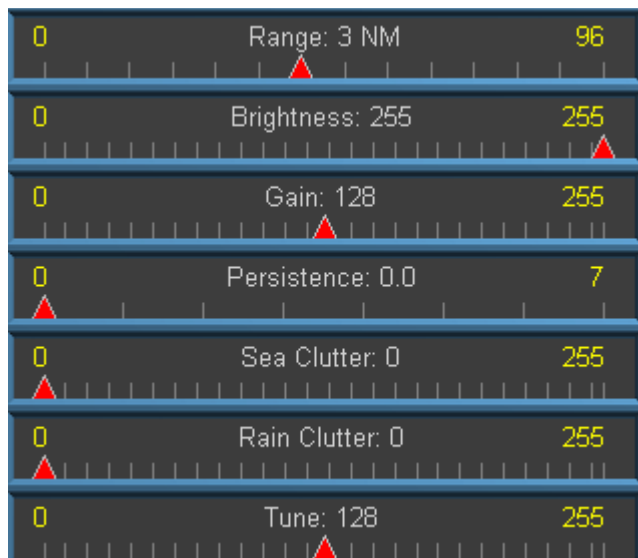 0 Range: 3 NM 96
0 Brightness: 255 255
0 Gain: 128 255
0 Persistence: 0.0 7
0 Sea Clutter: 0 255
0 Rain Clutter: 0 255
0 Tune: 128 255